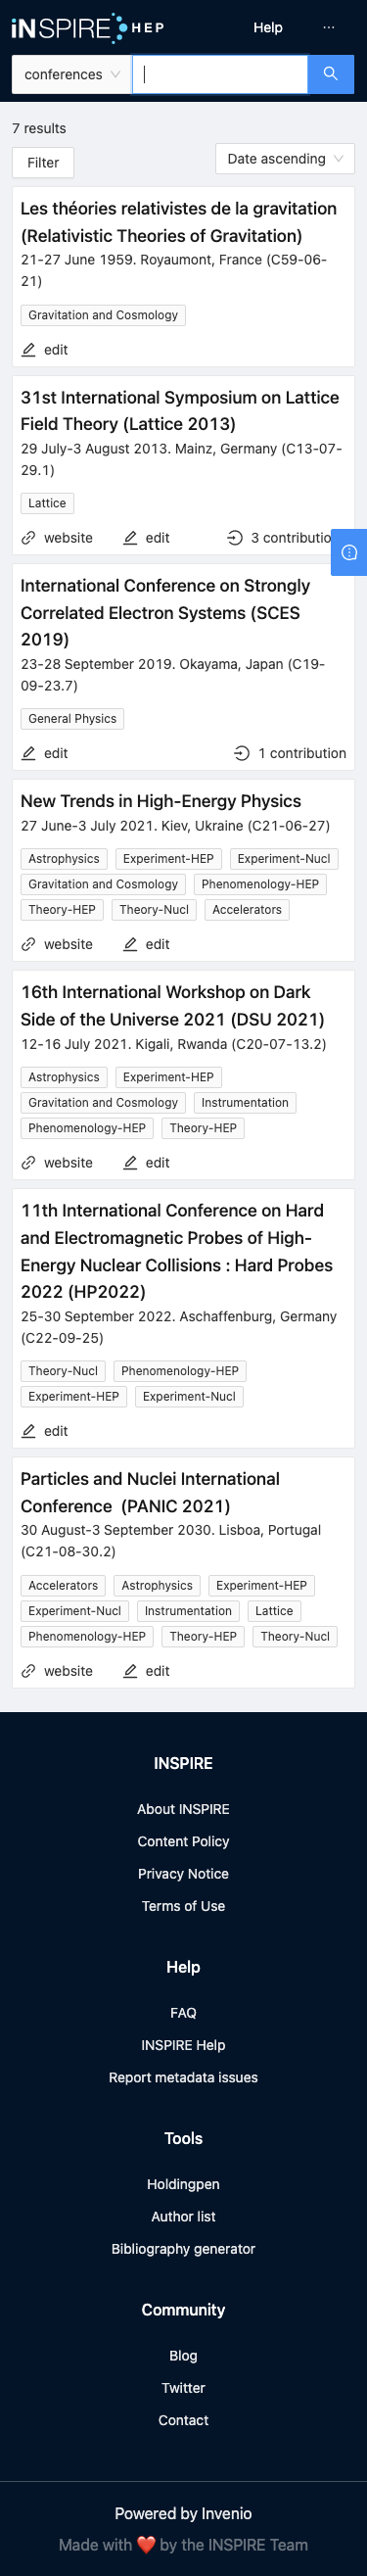 iNSPIRE HEP
Help
···
conferences
7 results
Filter
Date ascending
Les théories relativistes de la gravitation
(Relativistic Theories of Gravitation)
21-27 June 1959. Royaumont, France (C59-06-
21)
Gravitation and Cosmology
edit
31st International Symposium on Lattice
Field Theory (Lattice 2013)
29 July-3 August 2013. Mainz, Germany (C13-07-
29.1)
Lattice
website edit 3 contributio
International Conference on Strongly
Correlated Electron Systems (SCES
2019)
23-28 September 2019. Okayama, Japan (C19-
09-23.7)
General Physics
edit 1 contribution
New Trends in High-Energy Physics
27 June-3 July 2021. Kiev, Ukraine (C21-06-27)
Astrophysics Experiment-HEP Experiment-Nucl
Gravitation and Cosmology Phenomenology-HEP
Theory-HEP Theory-Nucl Accelerators
website edit
16th International Workshop on Dark
Side of the Universe 2021 (DSU 2021)
12-16 July 2021. Kigali, Rwanda (C20-07-13.2)
Astrophysics Experiment-HEP
Gravitation and Cosmology Instrumentation
Phenomenology-HEP Theory-HEP
website edit
11th International Conference on Hard
and Electromagnetic Probes of High-
Energy Nuclear Collisions : Hard Probes
2022 (HP2022)
25-30 September 2022. Aschaffenburg, Germany
(C22-09-25)
Theory-Nucl Phenomenology-HEP
Experiment-HEP Experiment-Nucl
edit
Particles and Nuclei International
Conference (PANIC 2021)
30 August-3 September 2030. Lisboa, Portugal
(C21-08-30.2)
Accelerators Astrophysics Experiment-HEP
Experiment-Nucl Instrumentation Lattice
Phenomenology-HEP Theory-HEP Theory-Nucl
website edit
INSPIRE
About INSPIRE
Content Policy
Privacy Notice
Terms of Use
Help
FAQ
INSPIRE Help
Report metadata issues
Tools
Holdingpen
Author list
Bibliography generator
Community
Blog
Twitter
Contact
Powered by Invenio
Made with ❤️ by the INSPIRE Team